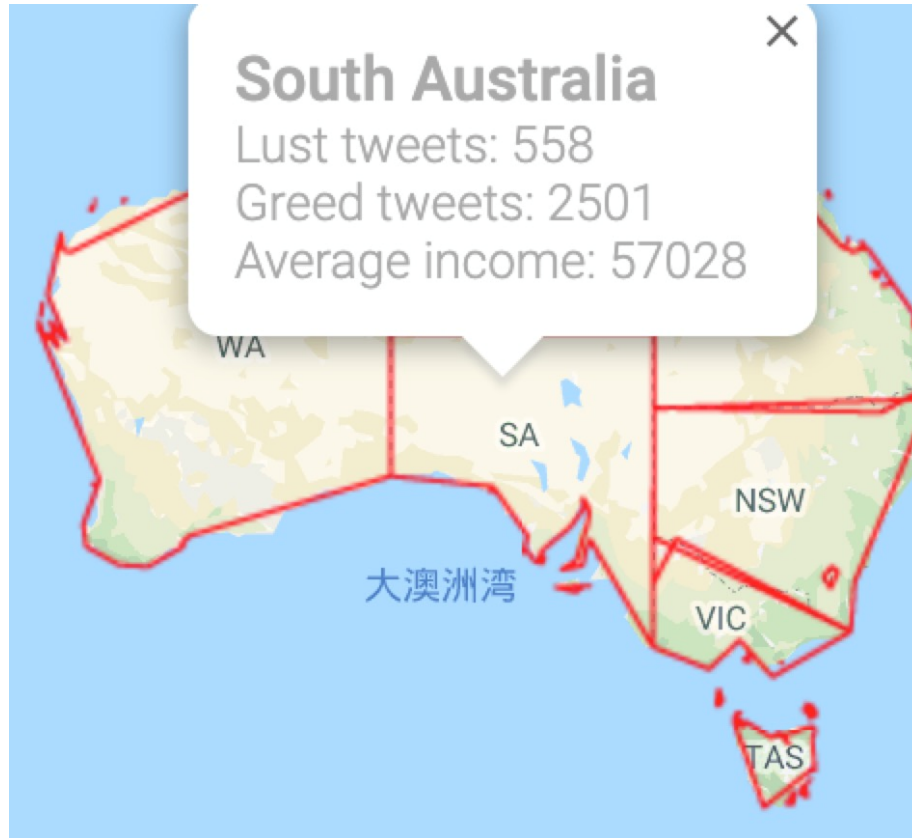 South Australia
Lust tweets: 558
Greed tweets: 2501
Average income: 57028
WA
SA
NSW
大澳洲湾
VIC
TAS